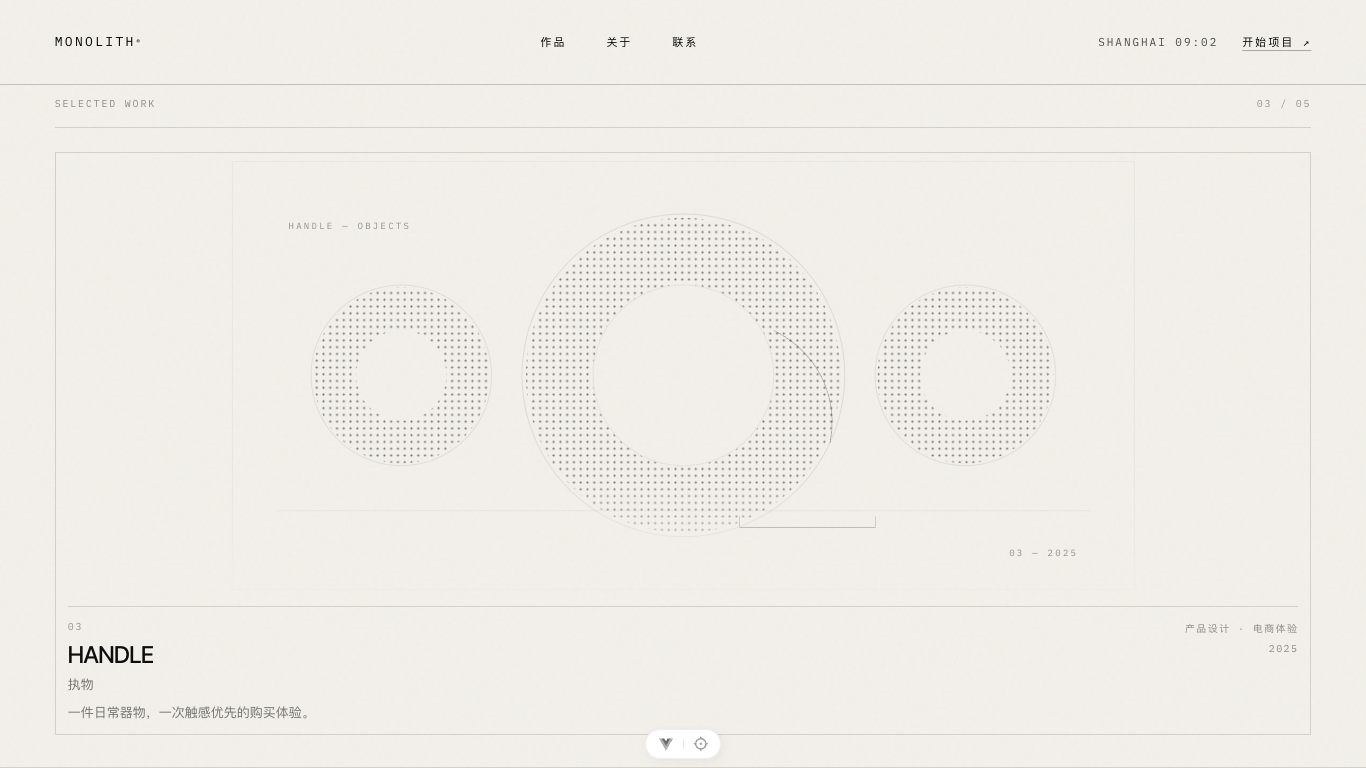 MONOLITH®
作品
关于
联系
SHANGHAI 09:02
开始项目 ↗
SELECTED WORK
03 / 05
HANDLE — OBJECTS
03 — 2025
03
HANDLE
执物
一件日常器物，一次触感优先的购买体验。
产品设计 · 电商体验
2025